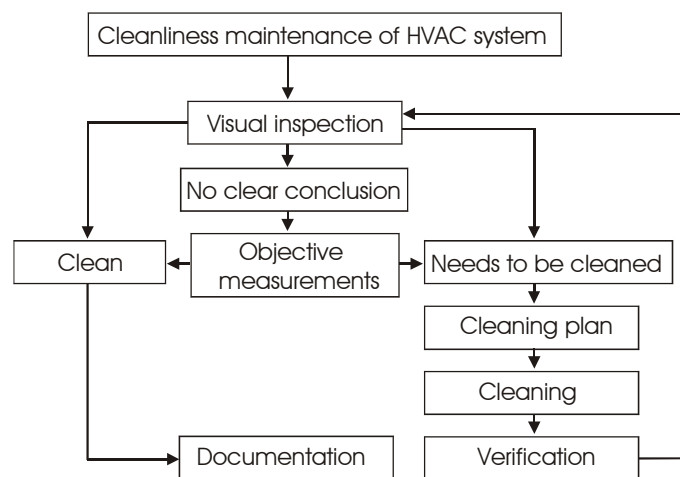 Cleanliness maintenance of HVAC system
Visual inspection
No clear conclusion
Clean
Objective
measurements
Needs to be cleaned
Cleaning plan
Cleaning
Documentation
Verification